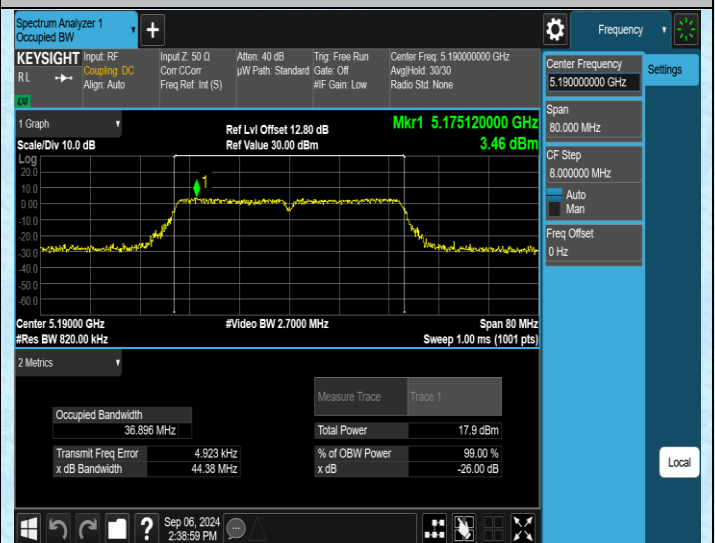 Spectrum Analyzer 1
Occupied BW
+
Frequency
KEYSIGHT
RL
LXI
Input: RF
Coupling: DC
Align: Auto
Input Z: 50 Ω
Corr CCorr
Freq Ref: Int (S)
Atten: 40 dB
µW Path: Standard
Trig: Free Run
Gate: Off
#IF Gain: Low
Center Freq: 5.190000000 GHz
Avg|Hold: 30/30
Radio Std: None
1 Graph
Scale/Div 10.0 dB
Ref Lvl Offset 12.80 dB
Ref Value 30.00 dBm
Mkr1 5.175120000 GHz
3.46 dBm
Log
20.0
10.0
0.00
-10.0
-20.0
-30.0
-40.0
-50.0
-60.0
1
Center 5.19000 GHz
#Res BW 820.00 kHz
#Video BW 2.7000 MHz
Span 80 MHz
Sweep 1.00 ms (1001 pts)
2 Metrics
Measure Trace
Trace 1
Occupied Bandwidth
36.896 MHz
Total Power
17.9 dBm
Transmit Freq Error
4.923 kHz
% of OBW Power
99.00 %
x dB Bandwidth
44.38 MHz
x dB
-26.00 dB
Center Frequency
5.190000000 GHz
Settings
Span
80.000 MHz
CF Step
8.000000 MHz
Auto
Man
Freq Offset
0 Hz
Local
?
Sep 06, 2024
2:38:59 PM